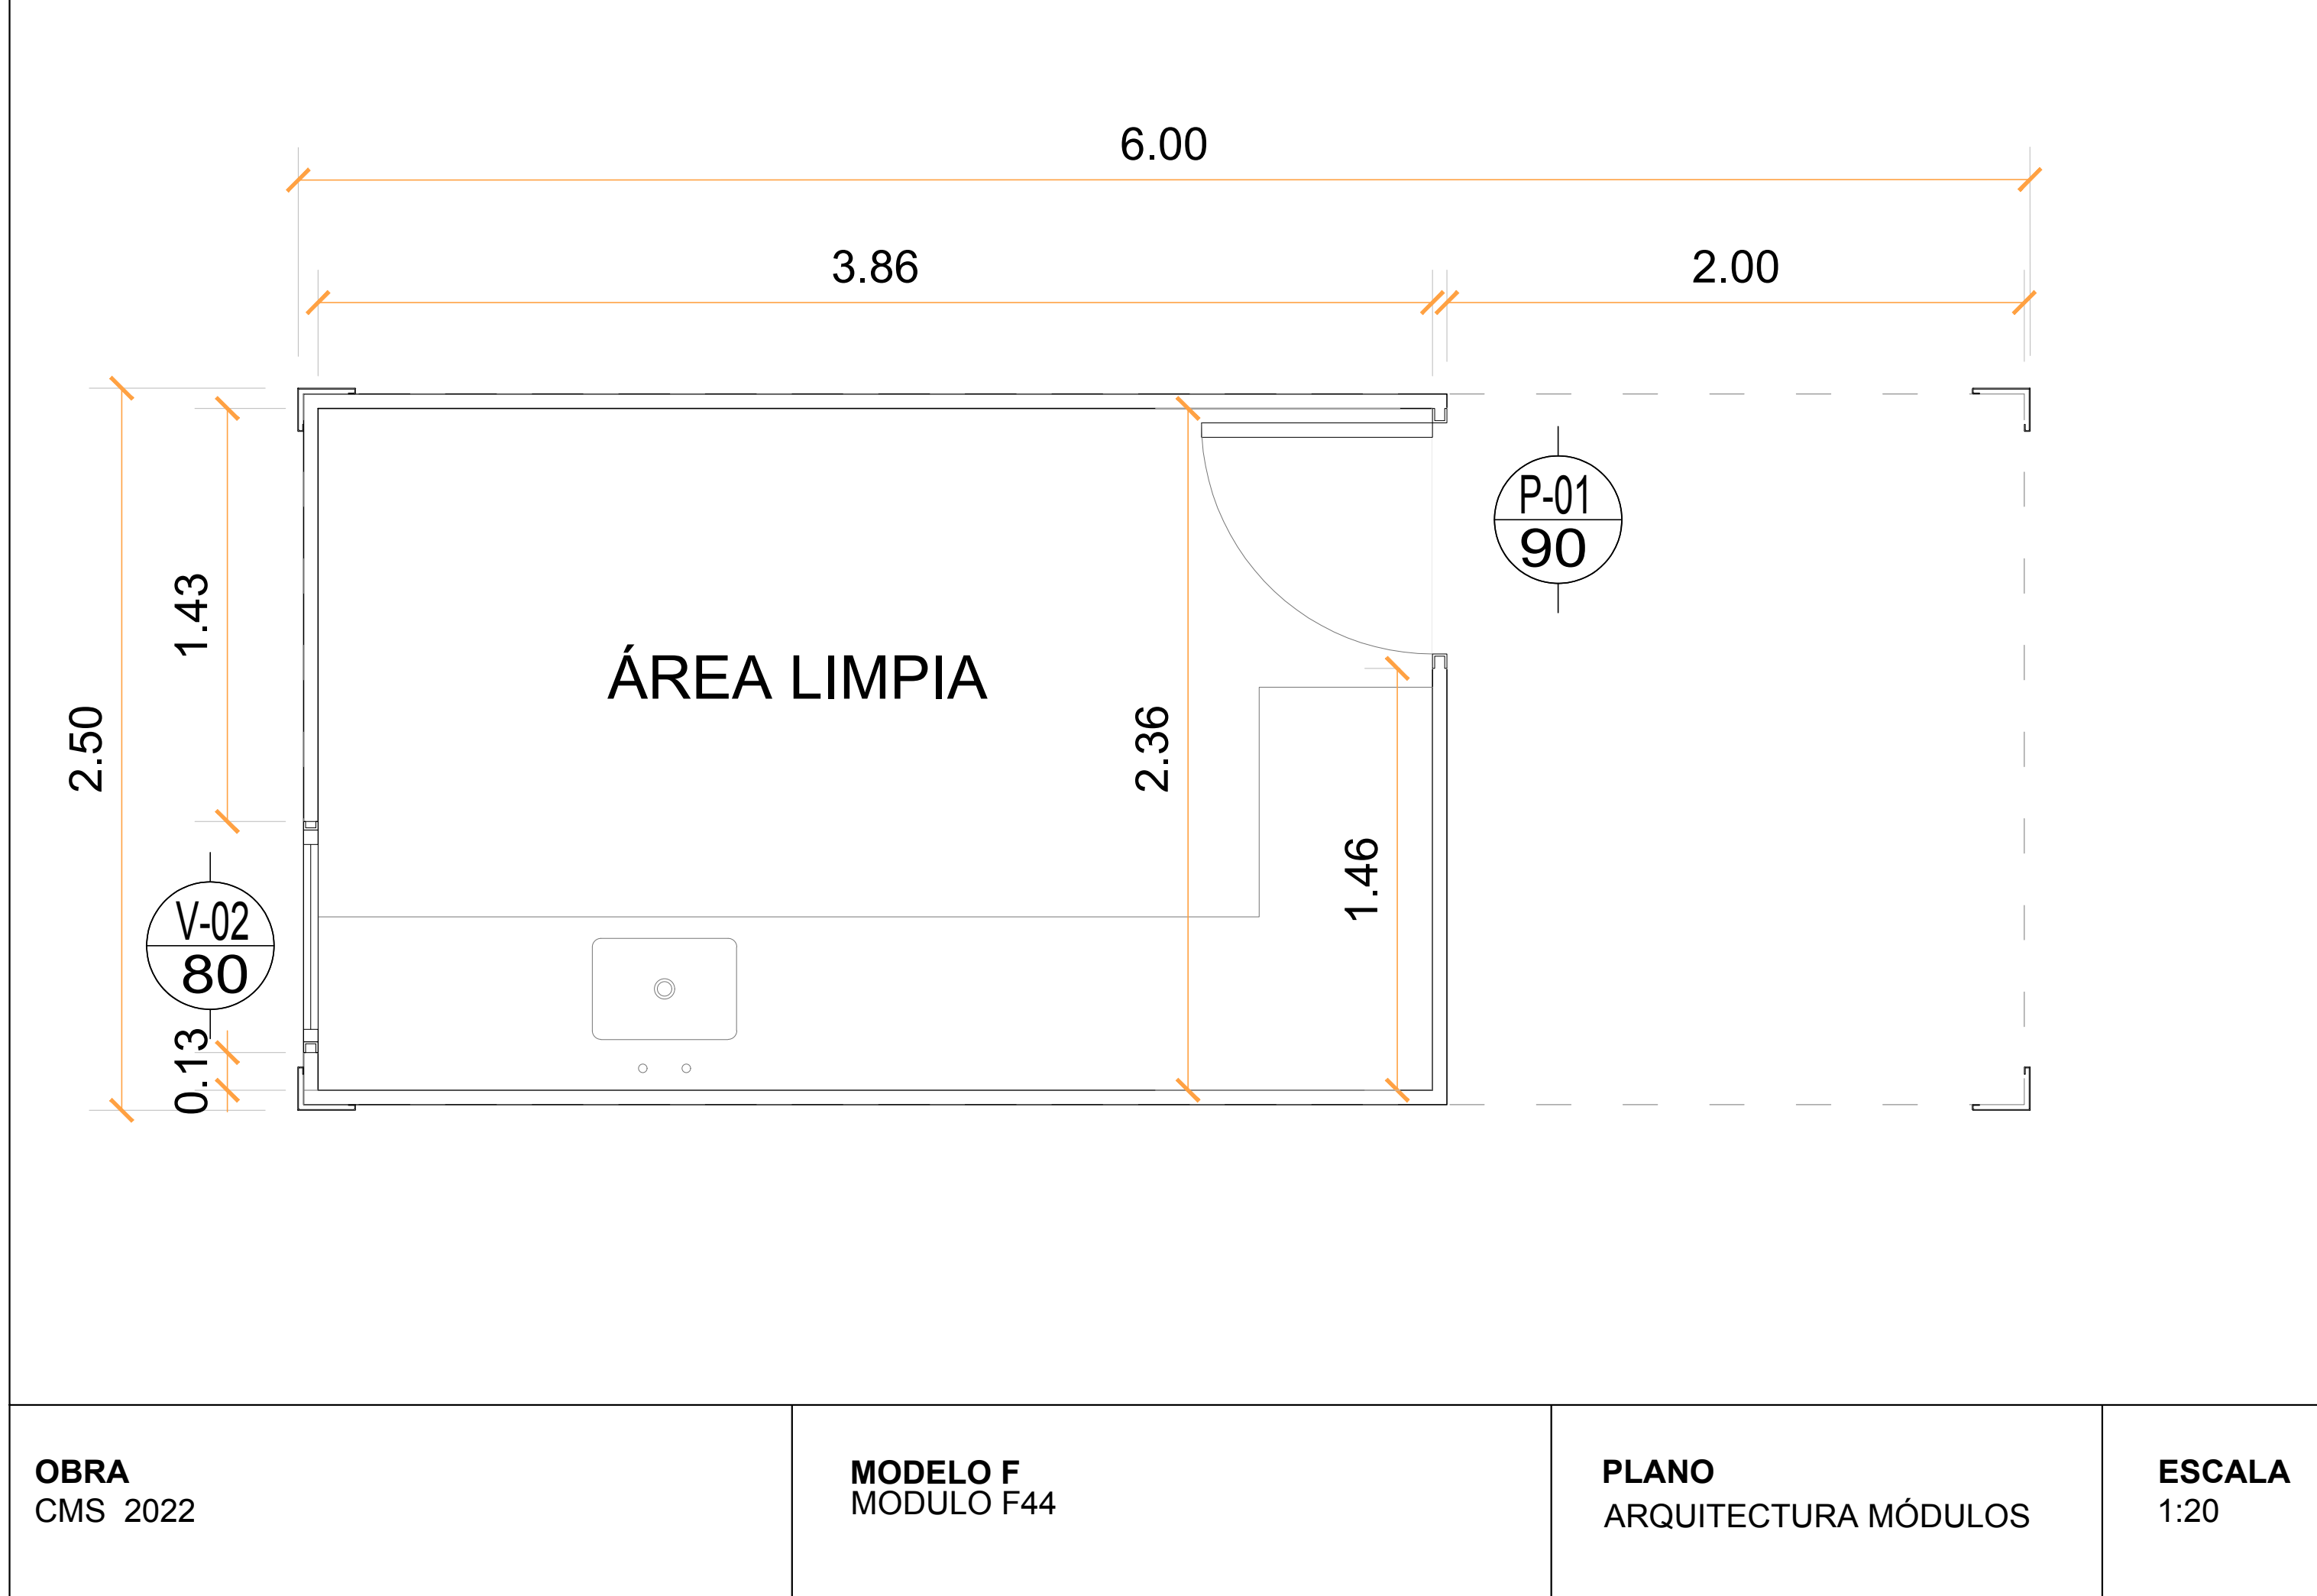 6.00
3.86
2.00
P-01
90
1.43
ÁREA LIMPIA
2.50
2.36
1.46
V-02
80
0.13
OBRA
CMS 2022
MODELO F
MODULO F44
PLANO
ARQUITECTURA MÓDULOS
ESCALA
1:20